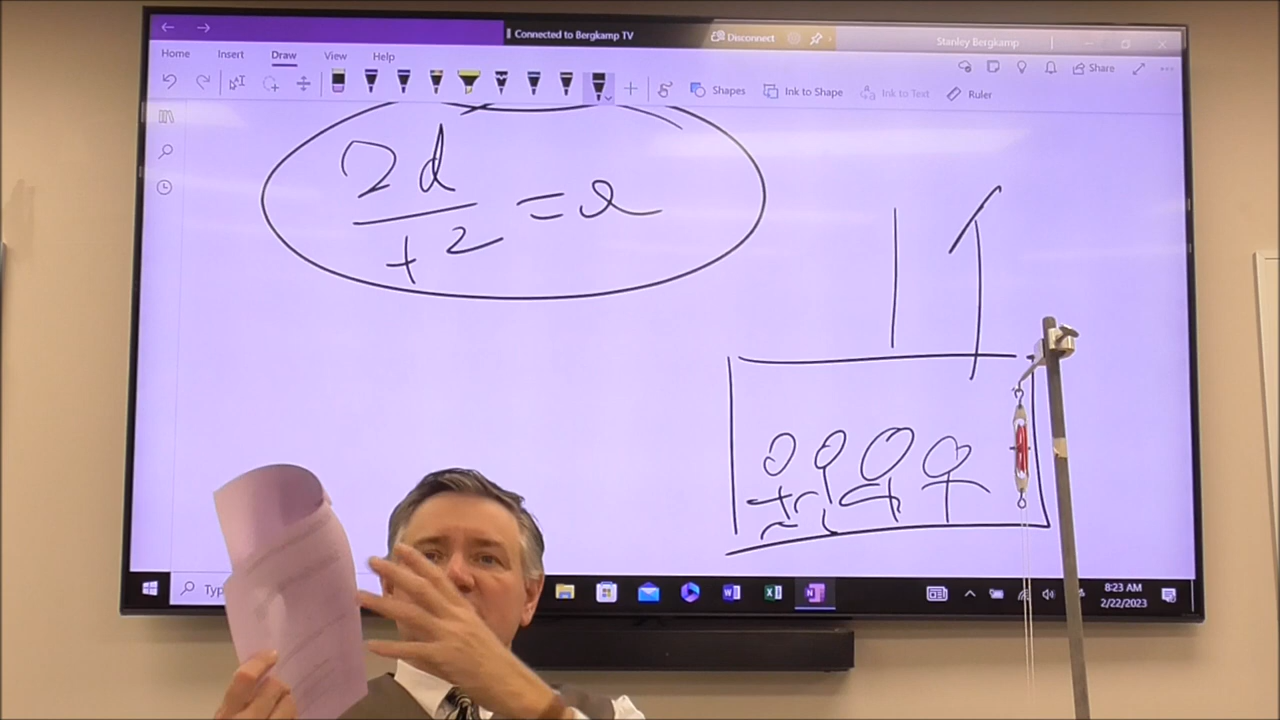 Connected to Bergkamp TV
Disconnect
Stanley Bergkamp
Home Insert Draw View Help
Share
Shapes
Ink to Shape
Ink to Text
Ruler
2d
= a
t²
8:23 AM
2/22/2023